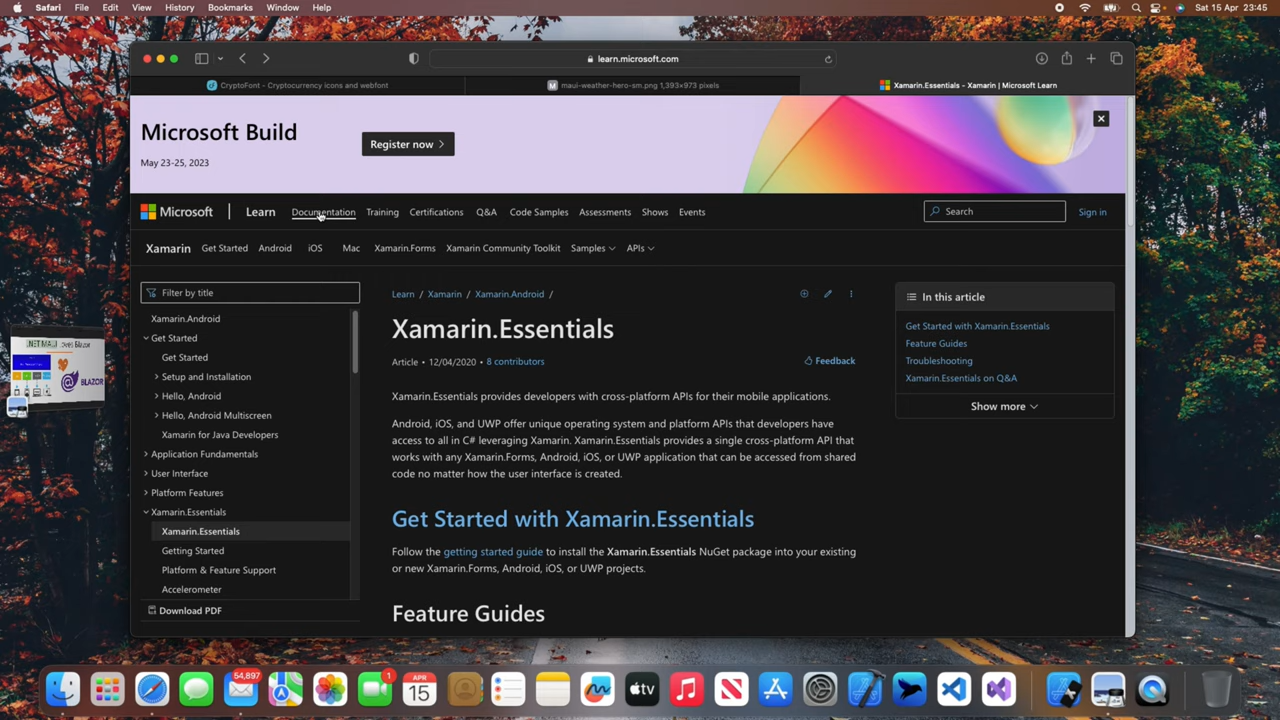 Safari File Edit View History Bookmarks Window Help Sat 15 Apr 23:45
learn.microsoft.com
CryptoFont - Cryptocurrency icons and webfont
maui-weather-hero-sm.png 1,393×973 pixels
Xamarin.Essentials - Xamarin | Microsoft Learn
Microsoft Build
May 23-25, 2023
Register now
Microsoft Learn Documentation Training Certifications Q&A Code Samples Assessments Shows Events Search Sign in
Xamarin Get Started Android iOS Mac Xamarin.Forms Xamarin Community Toolkit Samples APIs
Filter by title
Xamarin.Android
Get Started
Get Started
Setup and Installation
Hello, Android
Hello, Android Multiscreen
Xamarin for Java Developers
Application Fundamentals
User Interface
Platform Features
Xamarin.Essentials
Xamarin.Essentials
Getting Started
Platform & Feature Support
Accelerometer
Download PDF
Learn / Xamarin / Xamarin.Android /
Xamarin.Essentials
Article • 12/04/2020 • 8 contributors
Feedback
Xamarin.Essentials provides developers with cross-platform APIs for their mobile applications.
Android, iOS, and UWP offer unique operating system and platform APIs that developers have
access to all in C# leveraging Xamarin. Xamarin.Essentials provides a single cross-platform API that
works with any Xamarin.Forms, Android, iOS, or UWP application that can be accessed from shared
code no matter how the user interface is created.
Get Started with Xamarin.Essentials
Follow the getting started guide to install the Xamarin.Essentials NuGet package into your existing
or new Xamarin.Forms, Android, iOS, or UWP projects.
Feature Guides
In this article
Get Started with Xamarin.Essentials
Feature Guides
Troubleshooting
Xamarin.Essentials on Q&A
Show more
.NET MAUI Loves Blazor
BLAZOR
54,897
1
APR
15
tv